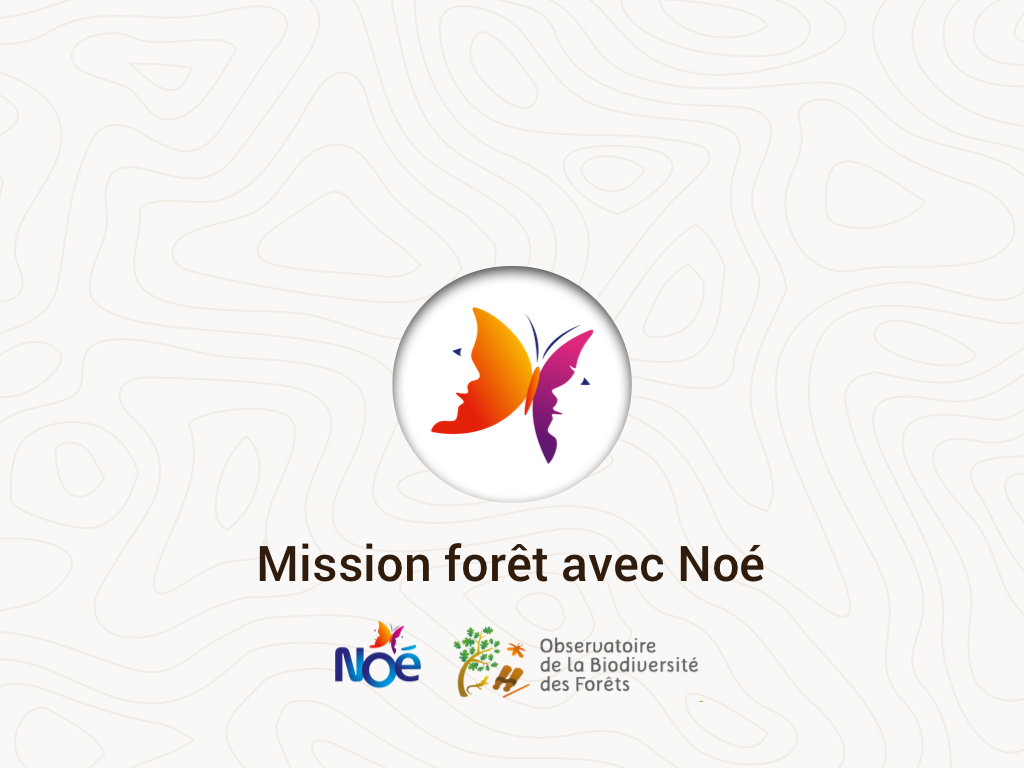 Mission forêt avec Noé
Noé
Observatoire
de la Biodiversité
des Forêts